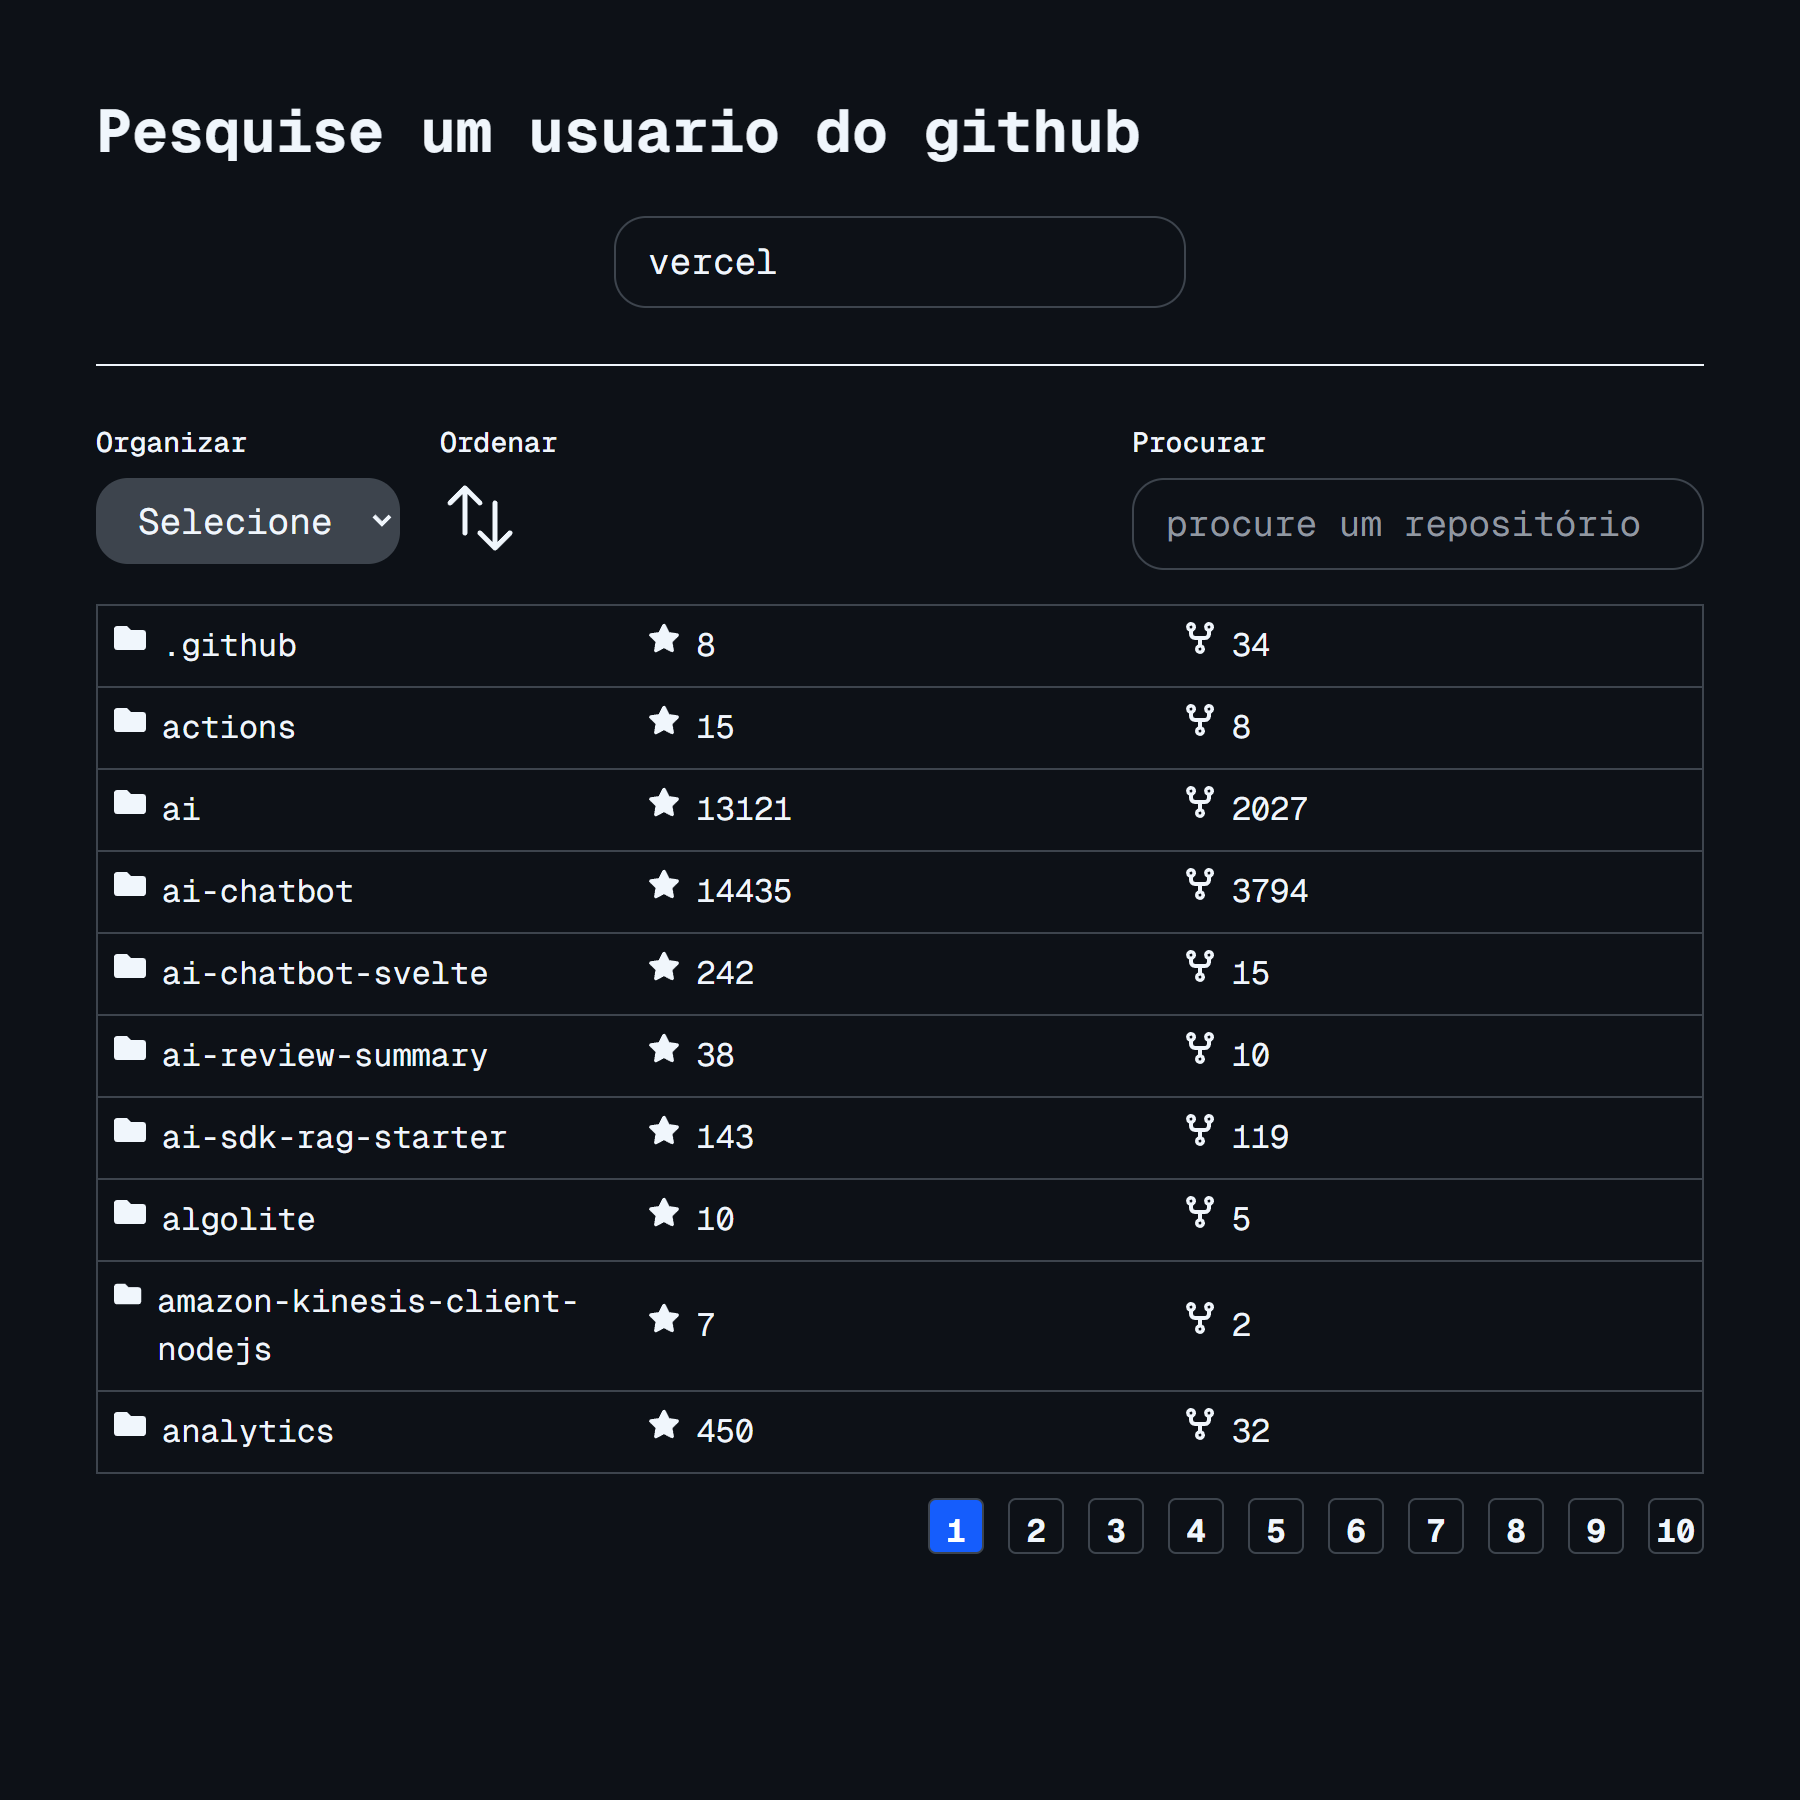 Pesquise um usuario do github
vercel
Organizar Ordenar Procurar
Selecione procure um repositório
.github 8 34
actions 15 8
ai 13121 2027
ai-chatbot 14435 3794
ai-chatbot-svelte 242 15
ai-review-summary 38 10
ai-sdk-rag-starter 143 119
algolite 10 5
amazon-kinesis-client-
nodejs 7 2
analytics 450 32
1 2 3 4 5 6 7 8 9 10